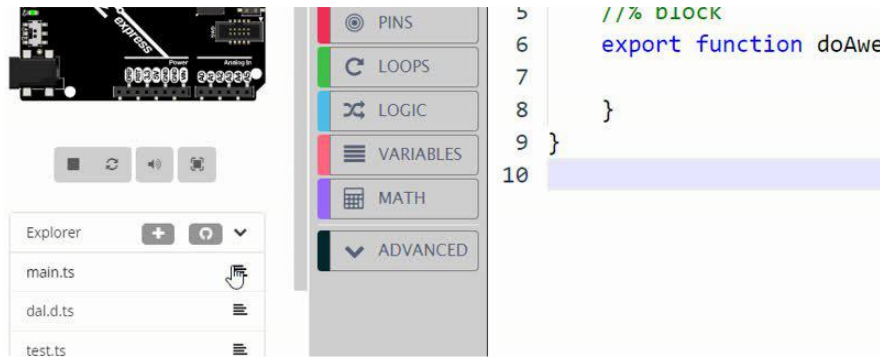 express
Power
Analog In
Explorer
main.ts
dal.d.ts
test.ts
PINS
LOOPS
LOGIC
VARIABLES
MATH
ADVANCED
5 //% block
6 export function doAwe
7
8 }
9 }
10